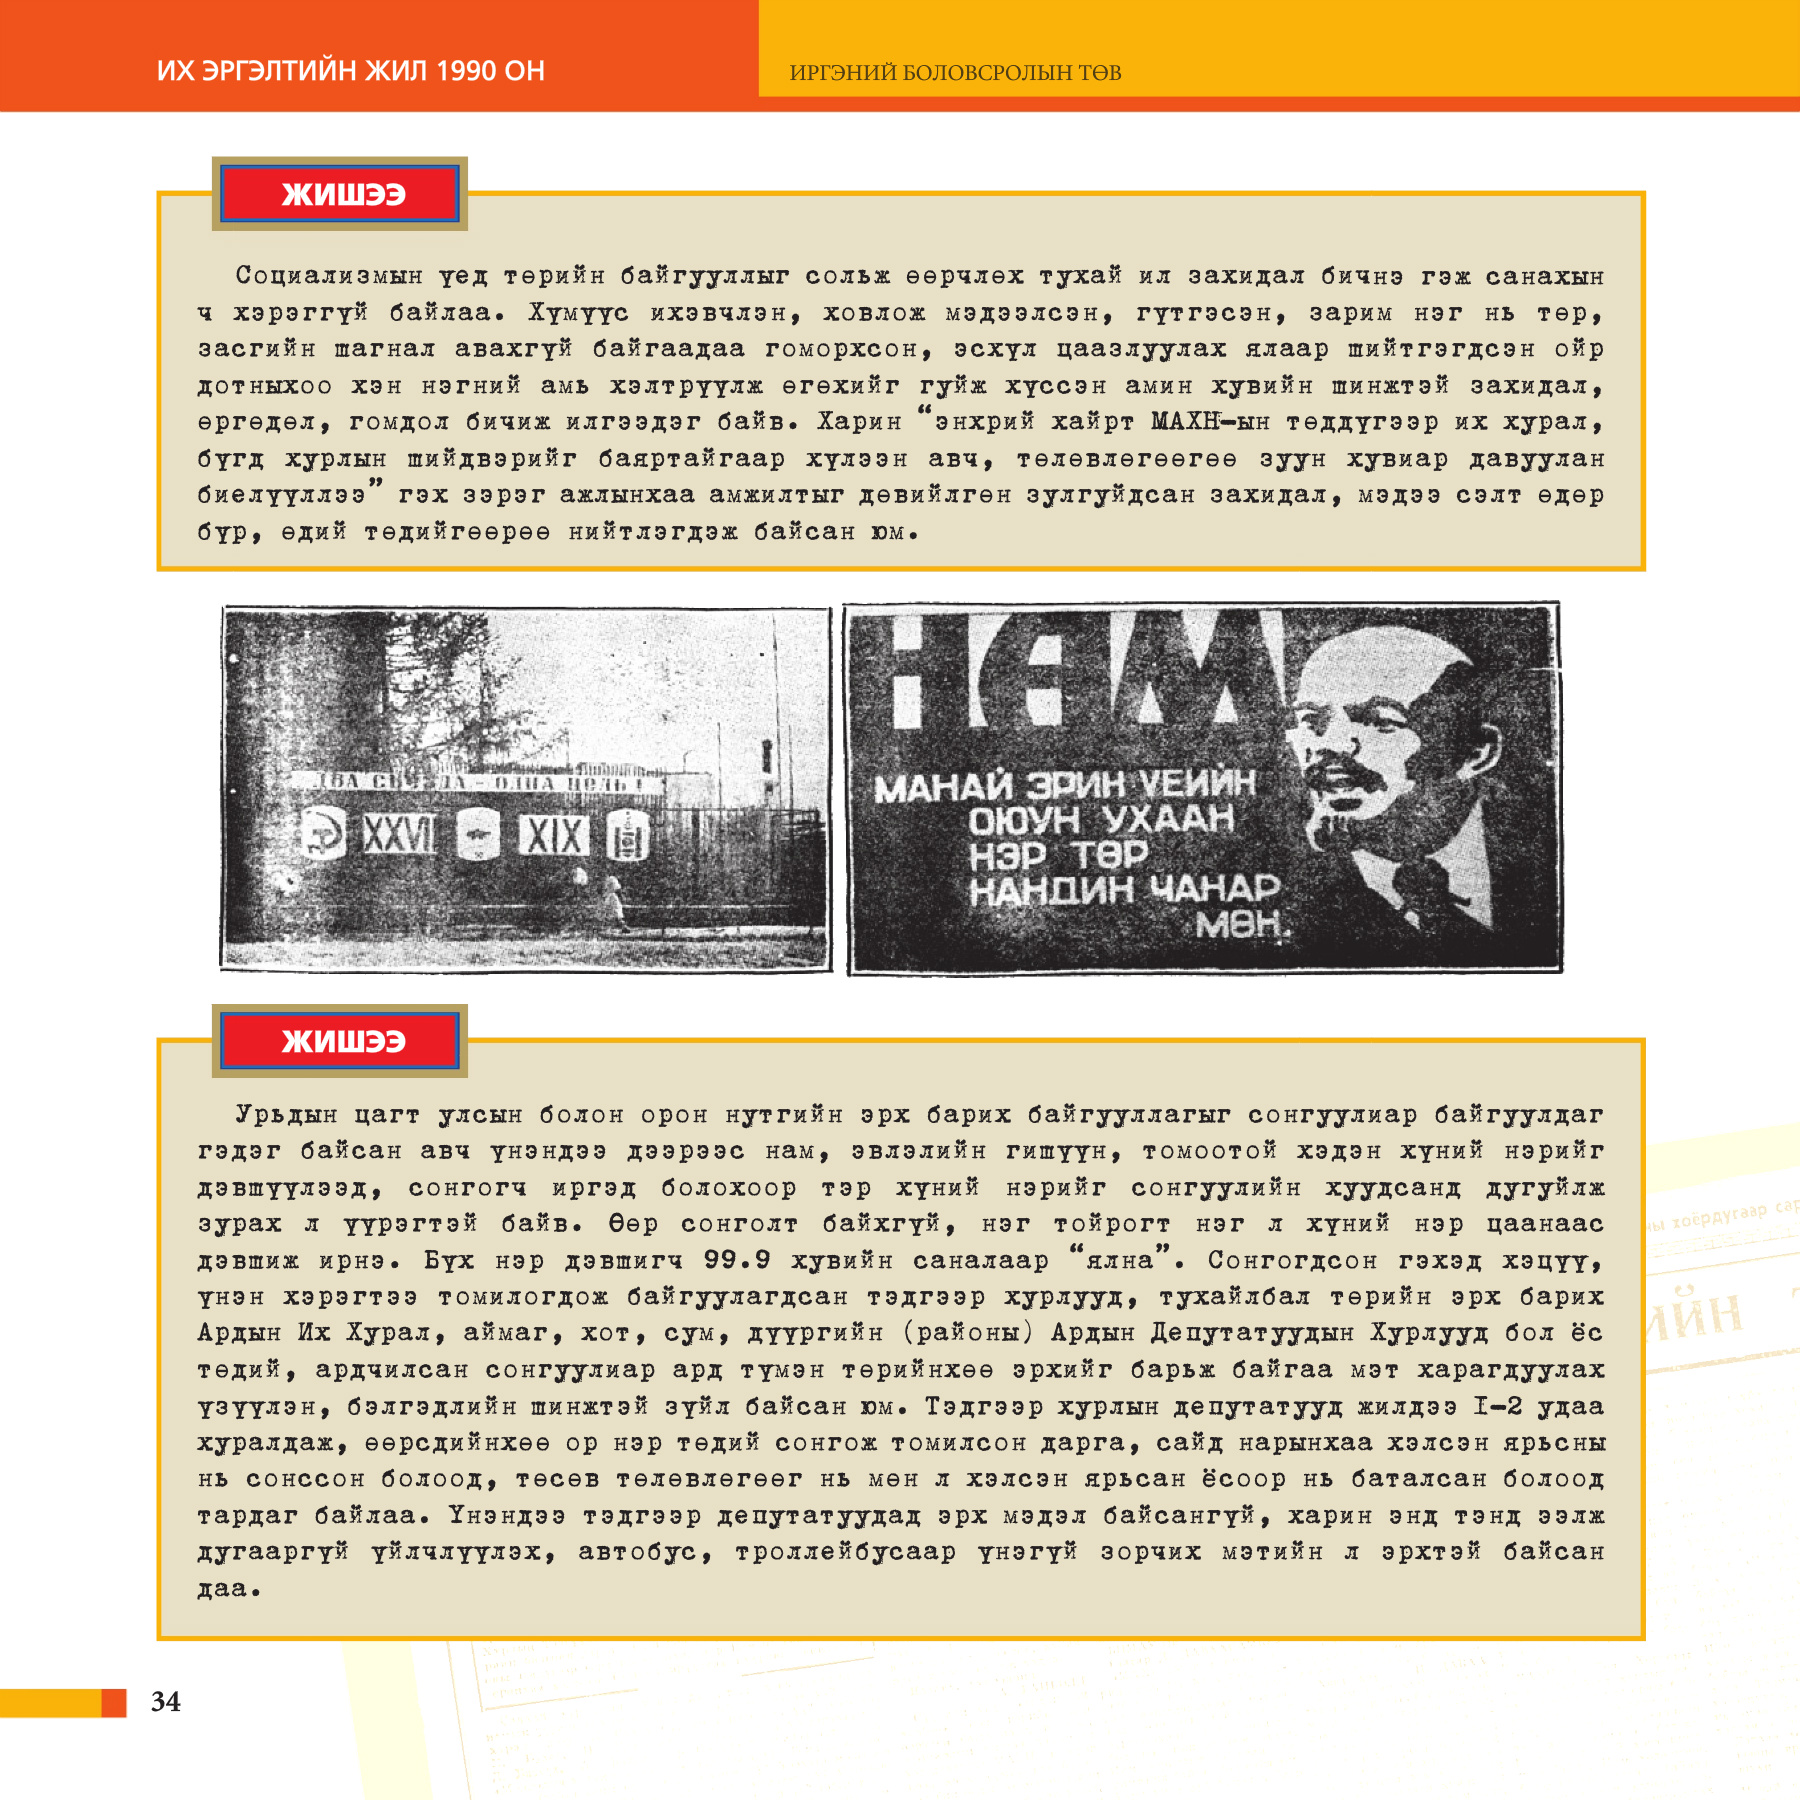 ИХ ЭРГЭЛТИЙН ЖИЛ 1990 ОН
ИРГЭНИЙ БОЛОВСРОЛЫН ТӨВ
ЖИШЭЭ
Социализмын үед төрийн байгууллыг сольж өөрчлөх тухай ил захидал бичнэ гэж санахын
ч хэрэггүй байлаа. Хүмүүс ихэвчлэн, ховлож мэдээлсэн, гүтгэсэн, зарим нэг нь төр,
засгийн шагнал авахгүй байгаадаа гоморхсон, эсхүл цаазлуулах ялаар шийтгэгдсэн ойр
дотныхоо хэн нэгний амь хэлтрүүлж өгөхийг гуйж хүссэн амин хувийн шинжтэй захидал,
өргөдөл, гомдол бичиж илгээдэг байв. Харин “энхрий хайрт МАХН-ын төддүгээр их хурал,
бүгд хурлын шийдвэрийг баяртайгаар хүлээн авч, төлөвлөгөөгөө зуун хувиар давуулан
биелүүллээ” гэх зэрэг ажлынхаа амжилтыг дөвийлгөн зулгуйдсан захидал, мэдээ сэлт өдөр
бүр, өдий төдийгөөрөө нийтлэгдэж байсан юм.
XXVI XIX
НАМ
МАНАЙ ЭРИН ҮЕИЙН
ОЮУН УХААН
НЭР ТӨР
НАНДИН ЧАНАР
МӨН.
ЖИШЭЭ
Урьдын цагт улсын болон орон нутгийн эрх барих байгууллагыг сонгуулиар байгуулдаг
гэдэг байсан авч үнэндээ дээрээс нам, эвлэлийн гишүүн, томоотой хэдэн хүний нэрийг
дэвшүүлээд, сонгогч иргэд болохоор тэр хүний нэрийг сонгуулийн хуудсанд дугуйлж
зурах л үүрэгтэй байв. Өөр сонголт байхгүй, нэг тойрогт нэг л хүний нэр цаанаас
дэвшиж ирнэ. Бүх нэр дэвшигч 99.9 хувийн саналаар “ялна”. Сонгогдсон гэхэд хэцүү,
үнэн хэрэгтээ томилогдож байгуулагдсан тэдгээр хурлууд, тухайлбал төрийн эрх барих
Ардын Их Хурал, аймаг, хот, сум, дүүргийн (районы) Ардын Депутатуудын Хурлууд бол ёс
төдий, ардчилсан сонгуулиар ард түмэн төрийнхөө эрхийг барьж байгаа мэт харагдуулах
үзүүлэн, бэлгэдлийн шинжтэй зүйл байсан юм. Тэдгээр хурлын депутатууд жилдээ 1-2 удаа
хуралдаж, өөрсдийнхөө ор нэр төдий сонгож томилсон дарга, сайд нарынхаа хэлсэн ярьсны
нь сонссон болоод, төсөв төлөвлөгөөг нь мөн л хэлсэн ярьсан ёсоор нь баталсан болоод
тардаг байлаа. Үнэндээ тэдгээр депутатуудад эрх мэдэл байсангүй, харин энд тэнд ээлж
дугааргүй үйлчлүүлэх, автобус, троллейбусаар үнэгүй зорчих мэтийн л эрхтэй байсан
даа.
34